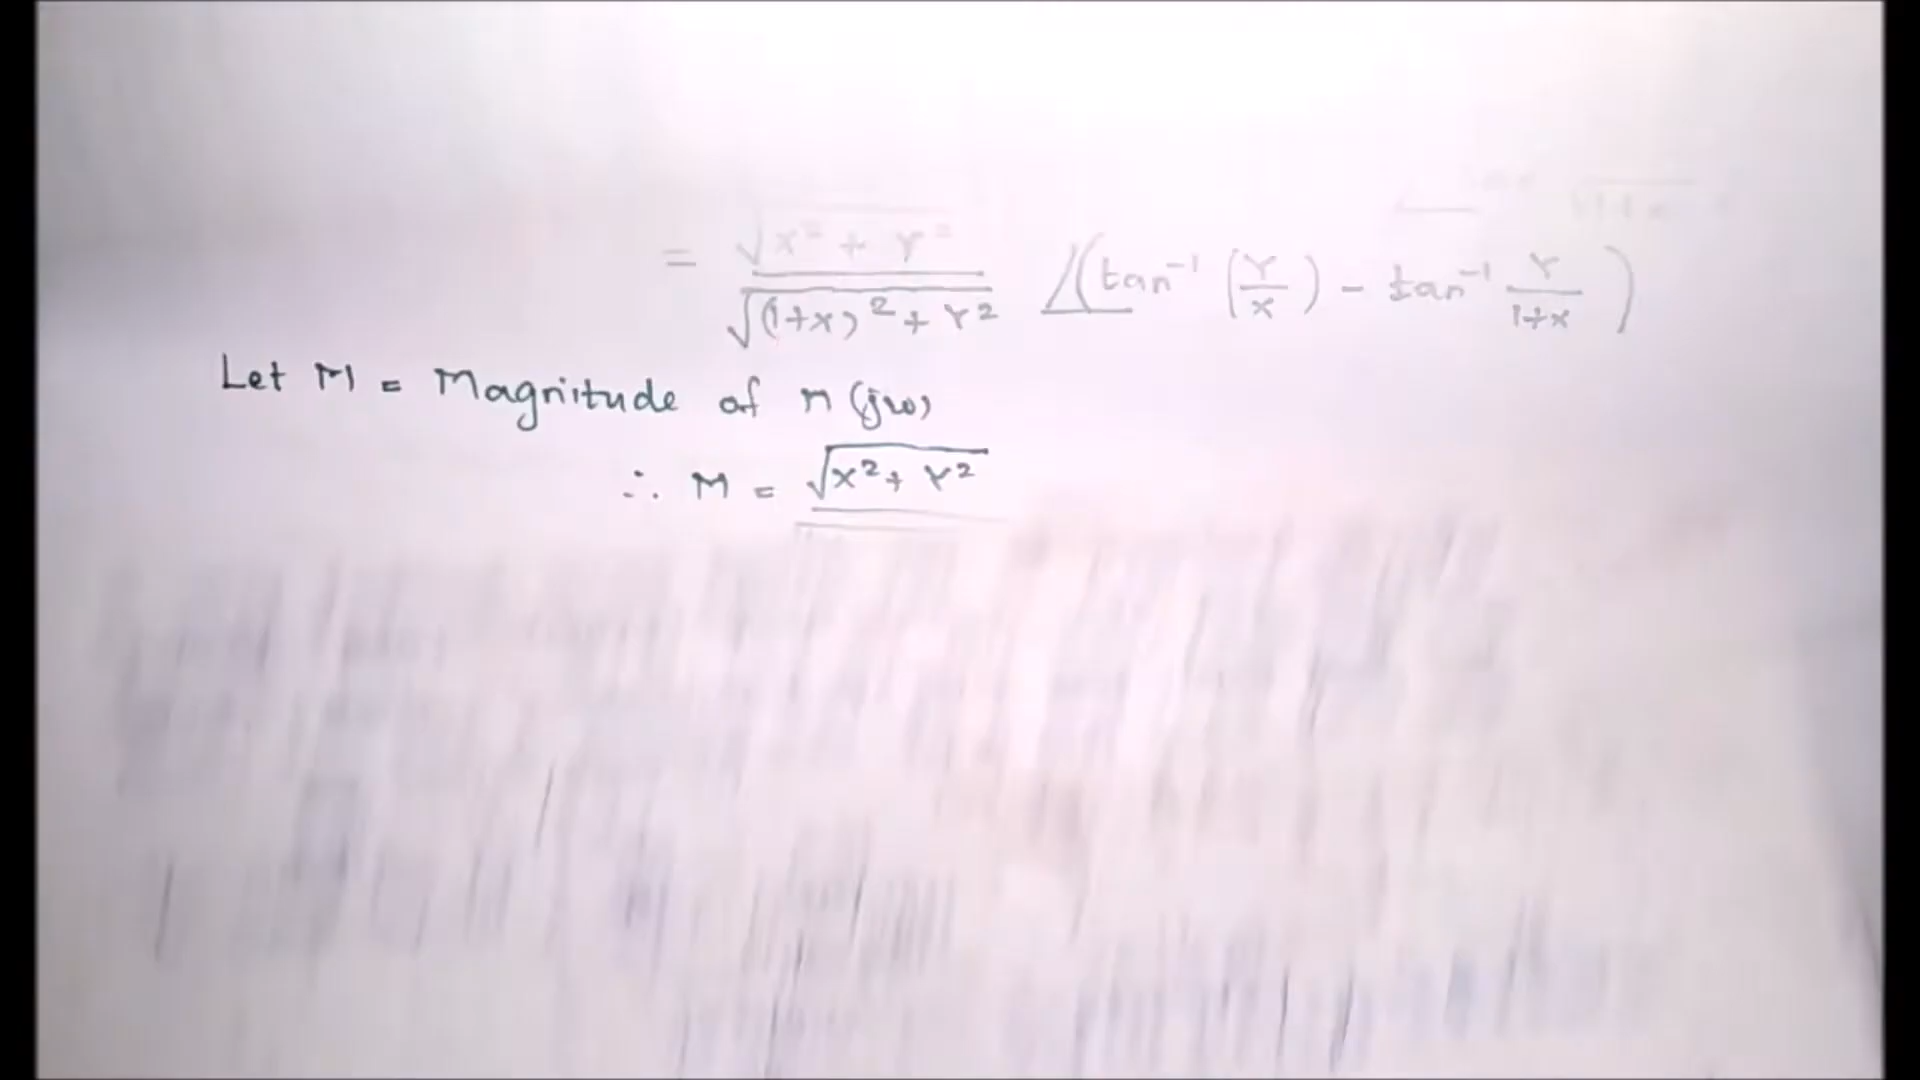 = √(x² + Y²) / √((1+x)² + Y²) ∠(tan⁻¹ (Y/x) - tan⁻¹ Y/(1+x))
Let M = Magnitude of m (jω)
∴ M = √(x² + Y²)